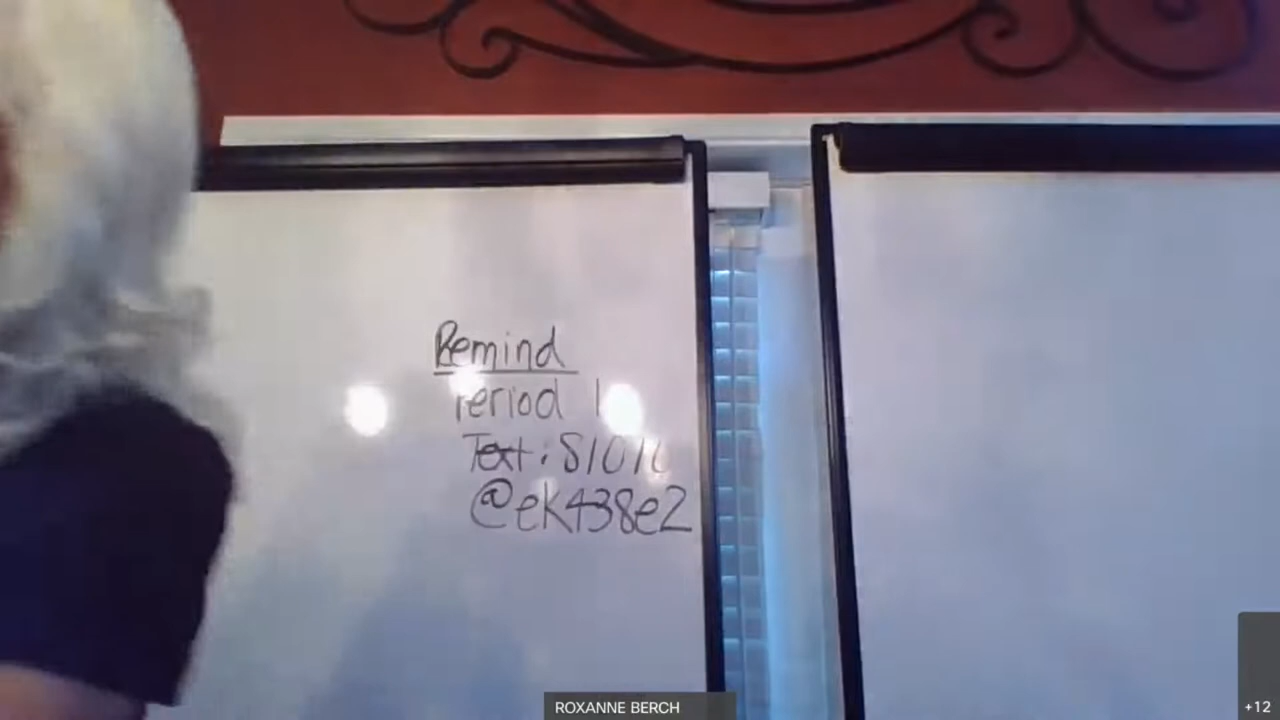 Remind
Period 1
Text: 81010
@ek438e2
ROXANNE BERCH
+12